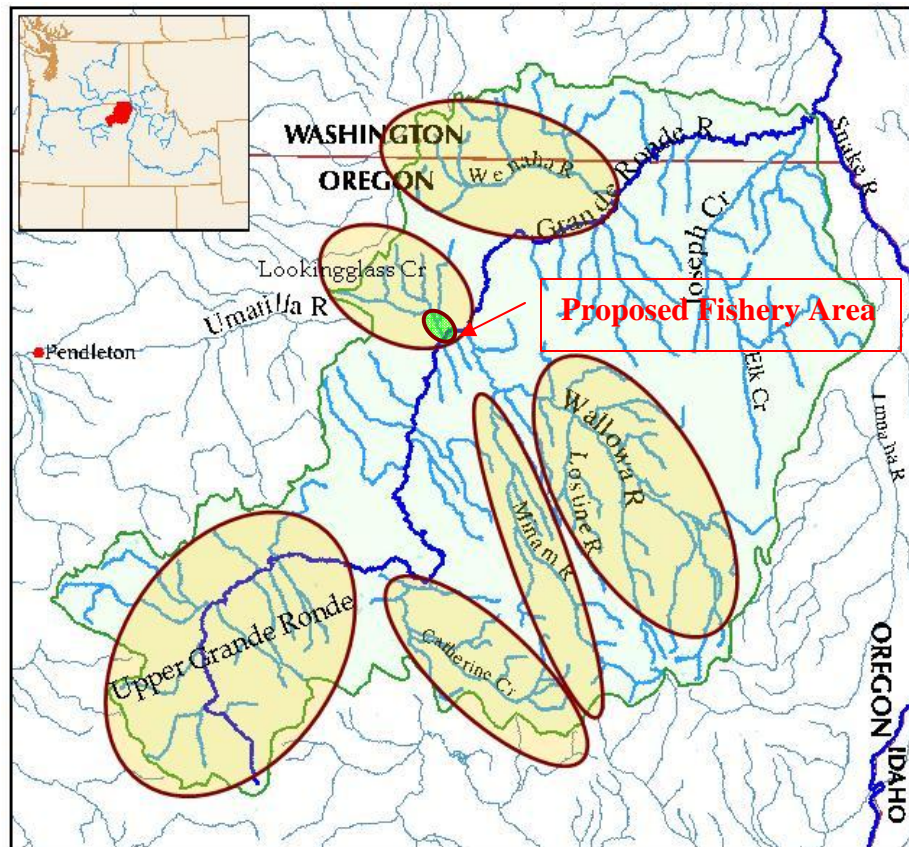 WASHINGTON
OREGON
Wenaha R
Grande Ronde R
Snake R
Joseph Cr
Lookingglass Cr
Umatilla R
Proposed Fishery Area
Pendleton
Elk Cr
Imnaha R
Wallowa R
Lostine R
Minam R
Upper Grande Ronde
Catherine Cr
OREGON
IDAHO